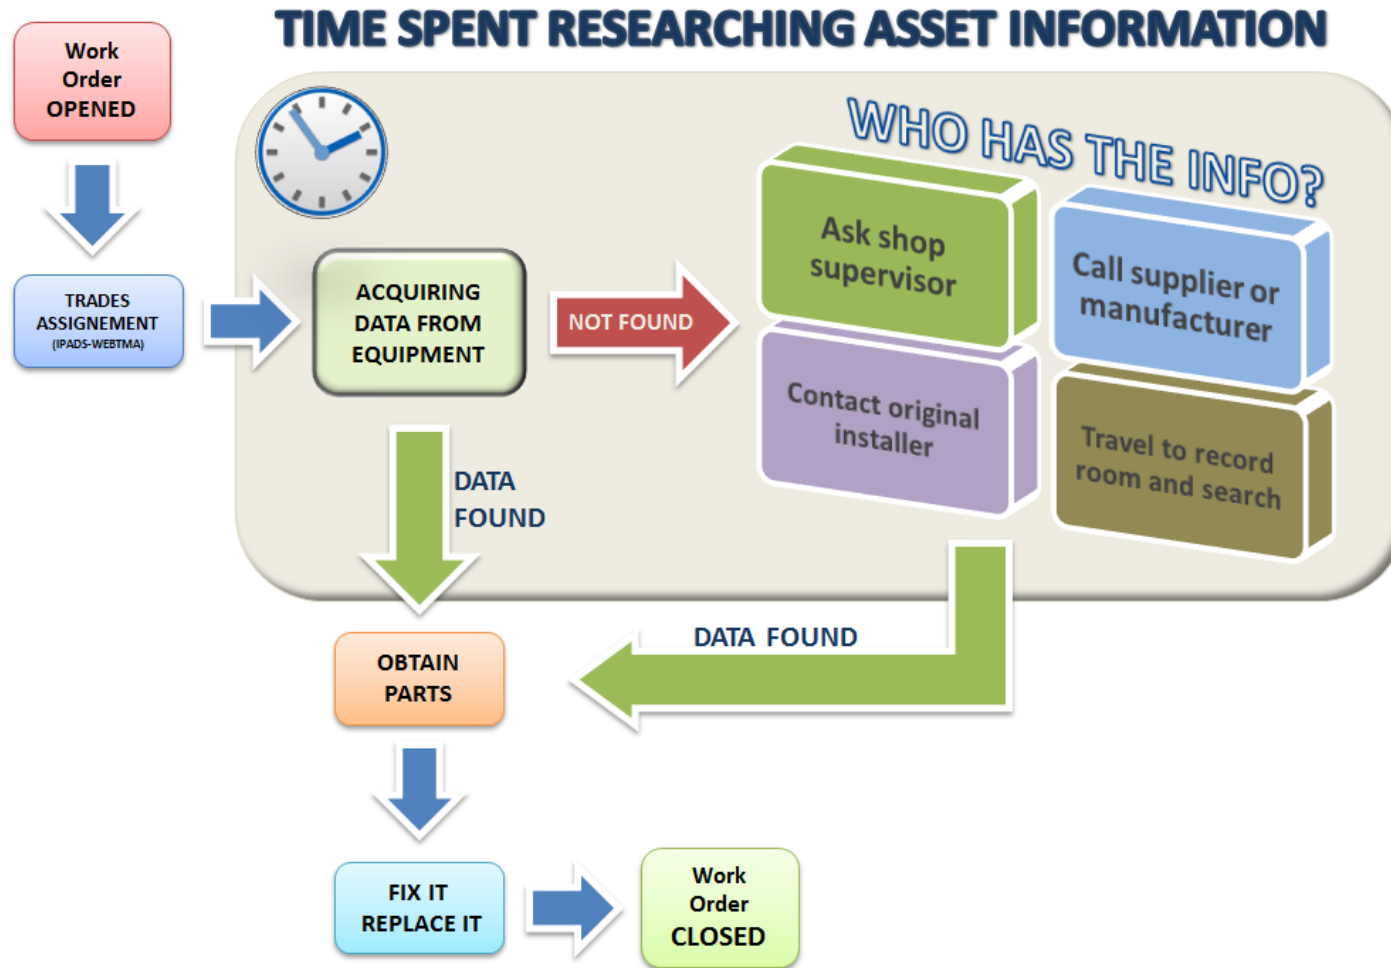 TIME SPENT RESEARCHING ASSET INFORMATION
Work
Order
OPENED
TRADES
ASSIGNEMENT
(IPADS-WEBTMA)
ACQUIRING
DATA FROM
EQUIPMENT
NOT FOUND
WHO HAS THE INFO?
Ask shop
supervisor
Call supplier or
manufacturer
Contact original
installer
Travel to record
room and search
DATA
FOUND
DATA FOUND
OBTAIN
PARTS
FIX IT
REPLACE IT
Work
Order
CLOSED